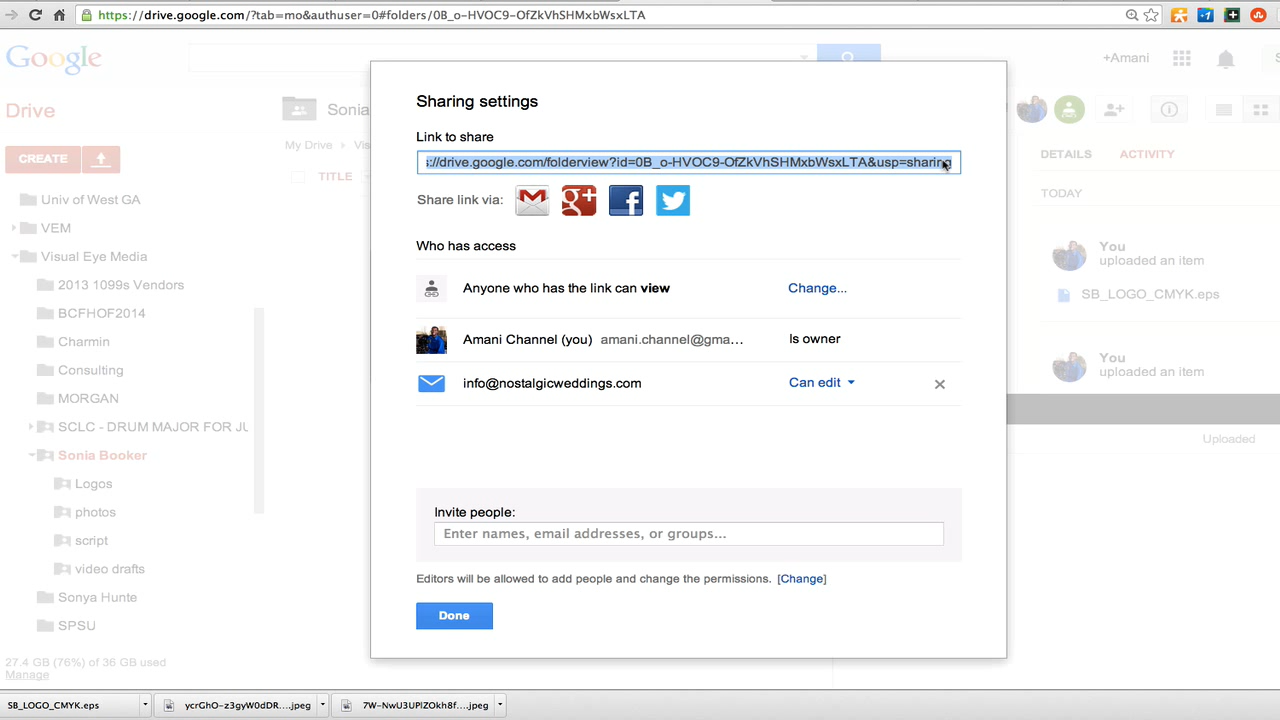 https://drive.google.com/?tab=mo&authuser=0#folders/0B_o-HVOC9-OfZkVhSHMxbWsxLTA
Google
+Amani
S
Drive
Sonia
My Drive
Vis
CREATE
TITLE
DETAILS
ACTIVITY
TODAY
Univ of West GA
VEM
Visual Eye Media
2013 1099s Vendors
BCFHOF2014
Charmin
Consulting
MORGAN
SCLC - DRUM MAJOR FOR JU
Sonia Booker
Logos
photos
script
video drafts
Sonya Hunte
SPSU
27.4 GB (76%) of 36 GB used
Manage
Sharing settings
Link to share
s://drive.google.com/folderview?id=0B_o-HVOC9-OfZkVhSHMxbWsxLTA&usp=sharing
Share link via:
Who has access
Anyone who has the link can view
Change...
Amani Channel (you) amani.channel@gma...
Is owner
info@nostalgicweddings.com
Can edit
Invite people:
Enter names, email addresses, or groups...
Editors will be allowed to add people and change the permissions. [Change]
Done
You
uploaded an item
SB_LOGO_CMYK.eps
You
uploaded an item
Uploaded
SB_LOGO_CMYK.eps
ycrGhO-z3gyW0dDR....jpeg
7W-NwU3UPlZOkh8f....jpeg